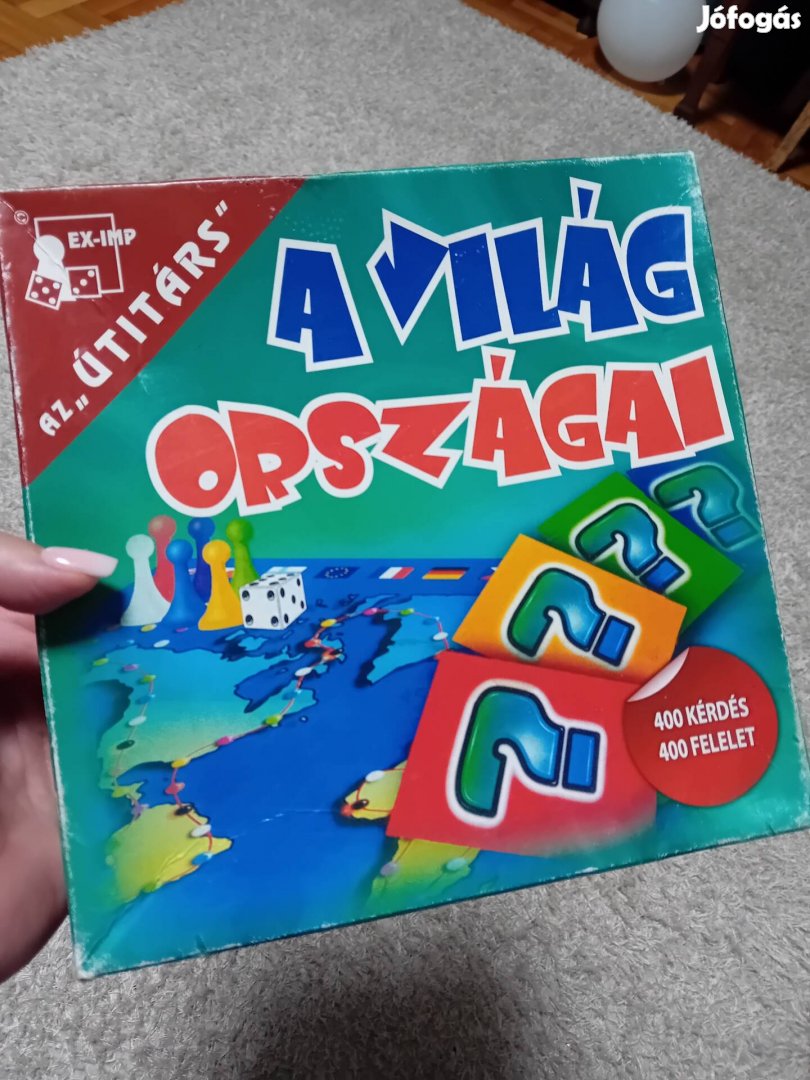 Jófogás
©
EX-IMP
AZ „ÚTITÁRS”
A VILÁG
ORSZÁGAI
400 KÉRDÉS
400 FELELET